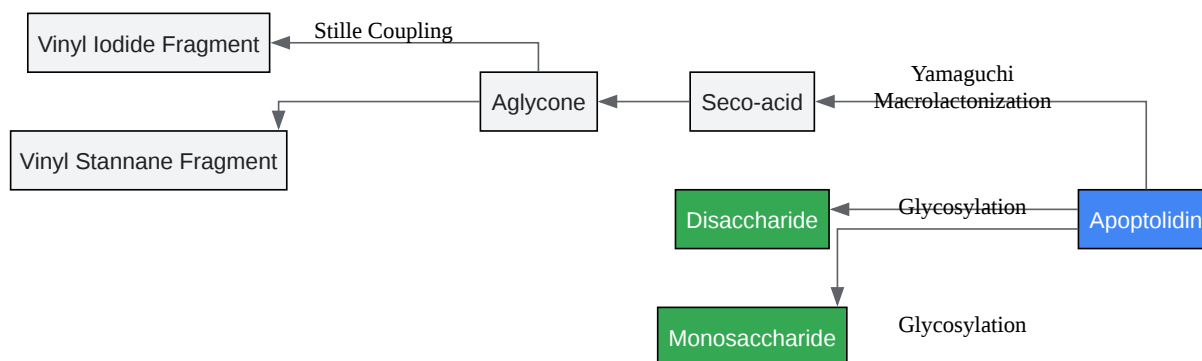 Vinyl Iodide Fragment
Stille Coupling
Aglycone
Seco-acid
Yamaguchi
Macrolactonization
Vinyl Stannane Fragment
Disaccharide
Glycosylation
Apoptolidin
Monosaccharide
Glycosylation